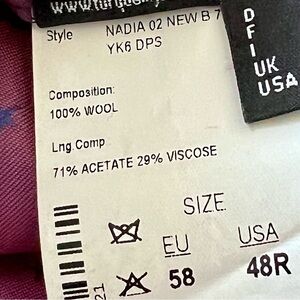 Style NADIA 02 NEW B 7
YK6 DPS
D
F
I
UK
USA
Composition:
100% WOOL
Lng.Comp
71% ACETATE 29% VISCOSE
SIZE
EU USA
58 48R
21